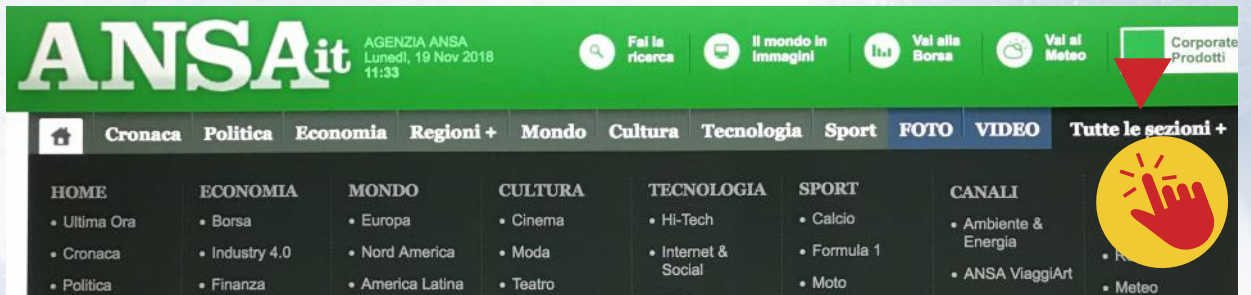 ANSAit
AGENZIA ANSA
Lunedì, 19 Nov 2018
11:33
Fai la
ricerca
Il mondo in
Immagini
Vai alla
Borsa
Vai al
Meteo
Corporate
Prodotti
Cronaca Politica Economia Regioni + Mondo Cultura Tecnologia Sport FOTO VIDEO Tutte le sezioni +
HOME
• Ultima Ora
• Cronaca
• Politica
ECONOMIA
• Borsa
• Industry 4.0
• Finanza
MONDO
• Europa
• Nord America
• America Latina
CULTURA
• Cinema
• Moda
• Teatro
TECNOLOGIA
• Hi-Tech
• Internet &
Social
SPORT
• Calcio
• Formula 1
• Moto
CANALI
• Ambiente &
Energia
• ANSA ViaggiArt
• Meteo